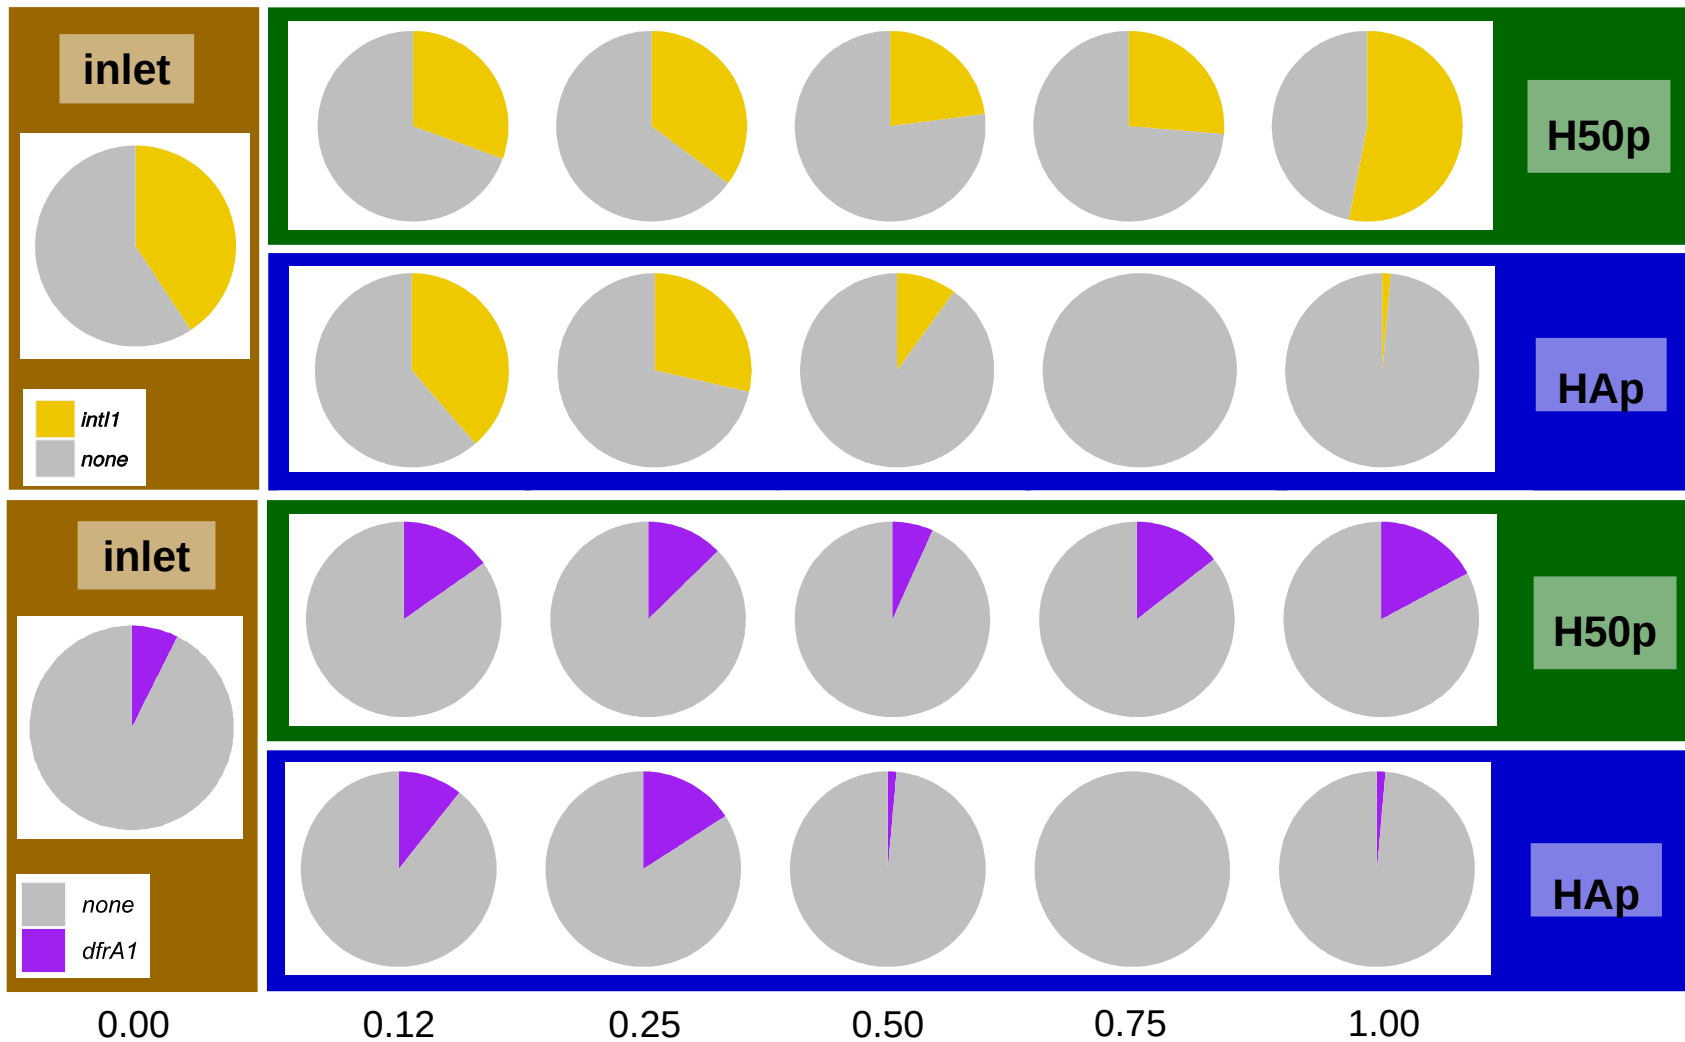 inlet
H50p
HAp
intI1
none
inlet
H50p
HAp
none
dfrA1
0.00 0.12 0.25 0.50 0.75 1.00